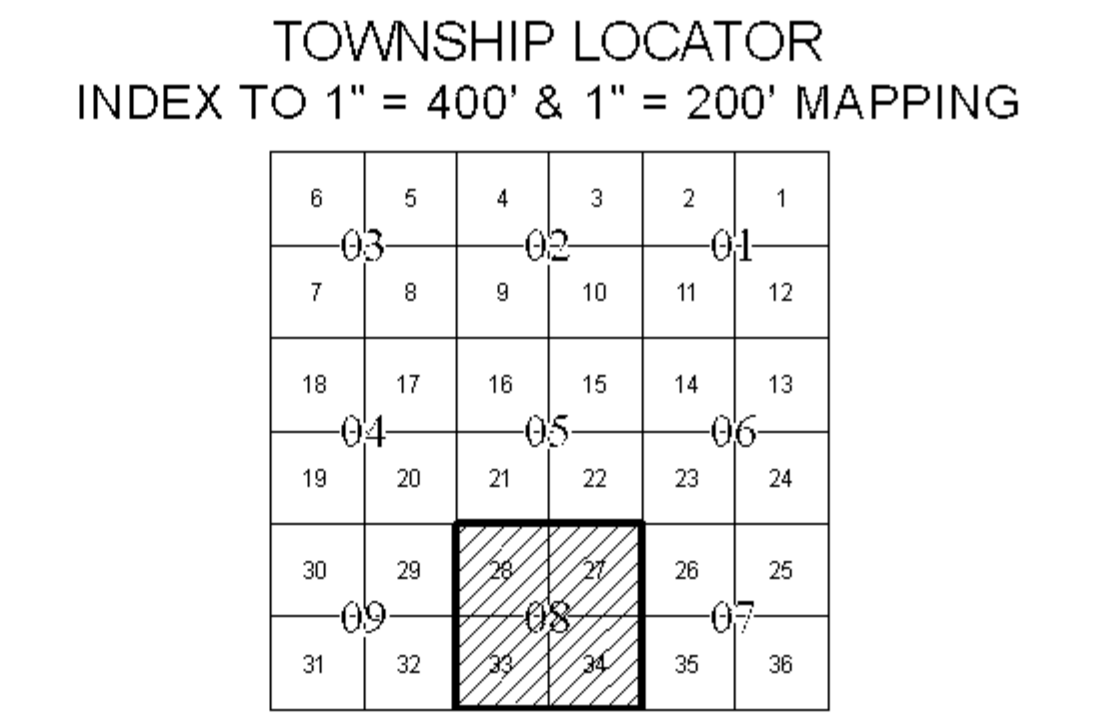 TOWNSHIP LOCATOR
INDEX TO 1" = 400' & 1" = 200' MAPPING
6 5 4 3 2 1
03 02 01
7 8 9 10 11 12
18 17 16 15 14 13
04 05 06
19 20 21 22 23 24
30 29 28 27 26 25
09 08 07
31 32 33 34 35 36